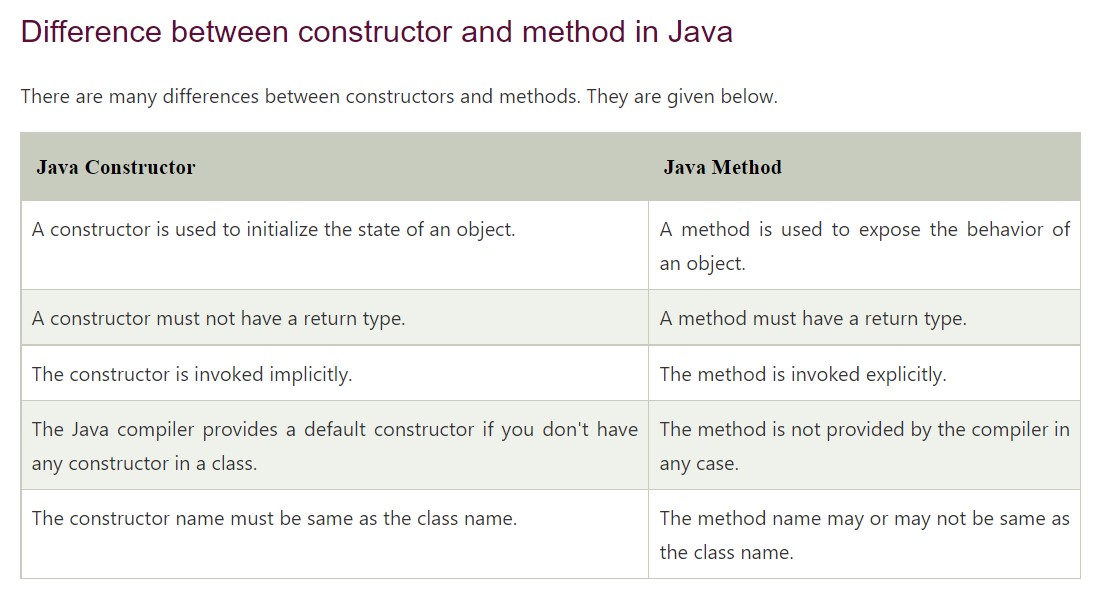 Difference between constructor and method in Java
There are many differences between constructors and methods. They are given below.
Java Constructor
Java Method
A constructor is used to initialize the state of an object.
A method is used to expose the behavior of
an object.
A constructor must not have a return type.
A method must have a return type.
The constructor is invoked implicitly.
The method is invoked explicitly.
The Java compiler provides a default constructor if you don't have
any constructor in a class.
The method is not provided by the compiler in
any case.
The constructor name must be same as the class name.
The method name may or may not be same as
the class name.